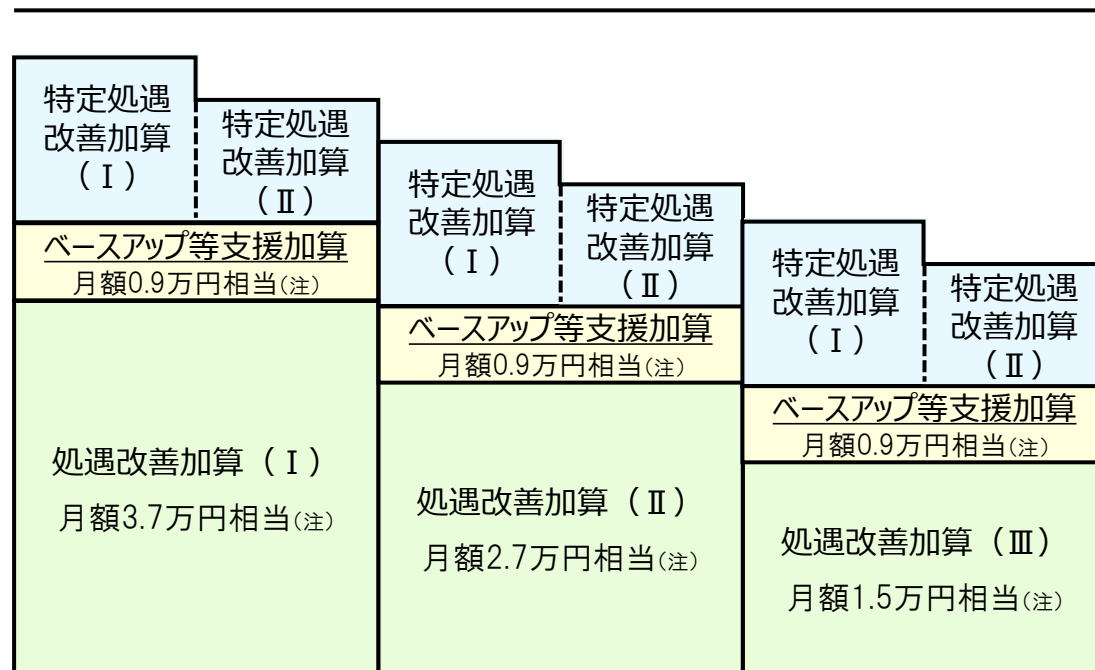 特定処遇
改善加算
（Ⅰ）
特定処遇
改善加算
（Ⅱ）
ベースアップ等支援加算
月額0.9万円相当(注)
処遇改善加算（Ⅰ）
月額3.7万円相当(注)
特定処遇
改善加算
（Ⅰ）
特定処遇
改善加算
（Ⅱ）
ベースアップ等支援加算
月額0.9万円相当(注)
処遇改善加算（Ⅱ）
月額2.7万円相当(注)
特定処遇
改善加算
（Ⅰ）
特定処遇
改善加算
（Ⅱ）
ベースアップ等支援加算
月額0.9万円相当(注)
処遇改善加算（Ⅲ）
月額1.5万円相当(注)